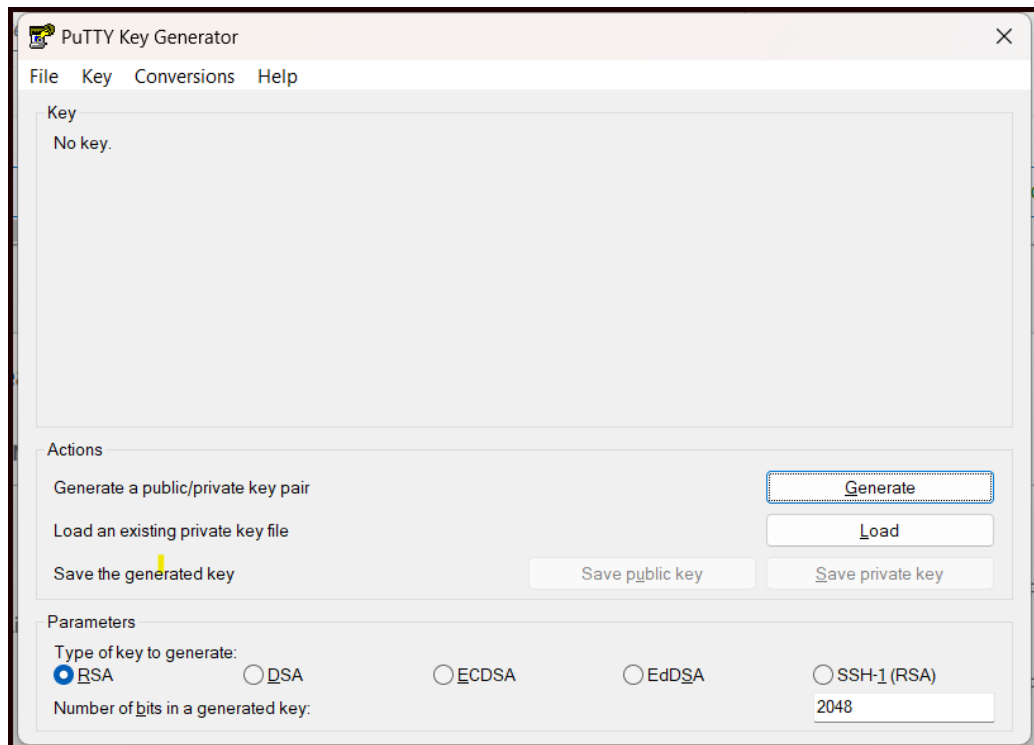 PuTTY Key Generator
File Key Conversions Help
Key
No key.
Actions
Generate a public/private key pair Generate
Load an existing private key file Load
Save the generated key Save public key Save private key
Parameters
Type of key to generate:
RSA DSA ECDSA EdDSA SSH-1 (RSA)
Number of bits in a generated key: 2048